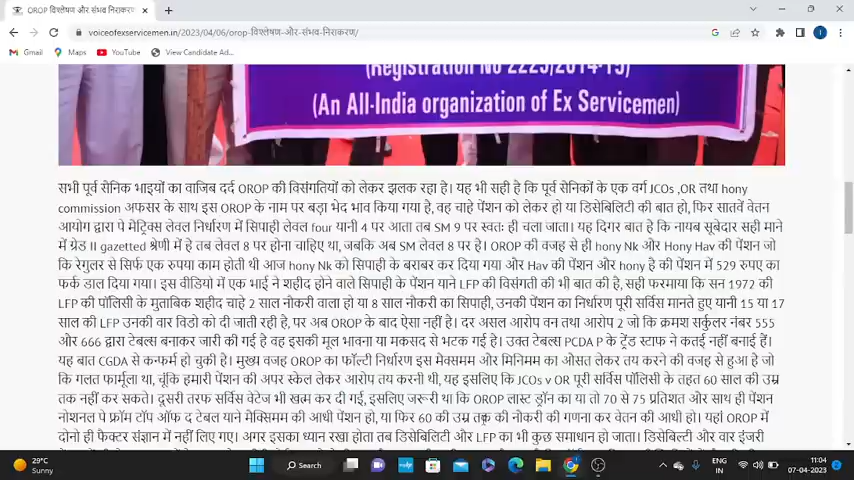 OROP विश्लेषण और संभव निराकरण
voiceofexservicemen.in/2023/04/06/orop-विश्लेषण-और-संभव-निराकरण/
Gmail Maps YouTube View Candidate Ad...
(Registration No 2223/2014-15)
(An All-India organization of Ex Servicemen)
सभी पूर्व सैनिक भाइयों का वाजिब दर्द OROP की विसंगतियों को लेकर झलक रहा है। यह भी सही है कि पूर्व सैनिकों के एक वर्ग JCOs ,OR तथा hony
commission अफसर के साथ इस OROP के नाम पर बड़ा भेद भाव किया गया है, वह चाहे पेंशन को लेकर हो या डिसेबिलिटी की बात हो, फिर सातवें वेतन
आयोग द्वारा पे मेट्रिक्स लेवल निर्धारण में सिपाही लेवल four यानी 4 पर आता तब SM 9 पर स्वतः ही चला जाता। यह दिगर बात है कि नायब सूबेदार सही माने
में ग्रेड II gazetted श्रेणी में है तब लेवल 8 पर होना चाहिए था, जबकि अब SM लेवल 8 पर है। OROP की वजह से ही hony Nk और Hony Hav की पेंशन जो
कि रेगुलर से सिर्फ एक रुपया काम होती थी आज hony Nk को सिपाही के बराबर कर दिया गया और Hav की पेंशन और hony है की पेंशन में 529 रुपए का
फर्क डाल दिया गया। इस वीडियो में एक भाई ने शहीद होने वाले सिपाही के पेंशन याने LFP की विसंगती की भी बात की है, सही फरमाया कि सन 1972 की
LFP की पॉलिसी के मुताबिक शहीद चाहे 2 साल नौकरी वाला हो या 8 साल नौकरी का सिपाही, उनकी पेंशन का निर्धारण पूरी सर्विस मानते हुए यानी 15 या 17
साल की LFP उनकी वार विडो को दी जाती रही है, पर अब OROP के बाद ऐसा नहीं है। दर असल आरोप वन तथा आरोप 2 जो कि क्रमश सर्कुलर नंबर 555
और 666 द्वारा टेबल्स बनाकर जारी की गई है वह इसकी मूल भावना या मकसद से भटक गई है। उक्त टेबल्स PCDA P के ट्रेंड स्टाफ ने कतई नहीं बनाई हैं।
यह बात CGDA से कन्फर्म हो चुकी है। मुख्य वजह OROP का फॉल्टी निर्धारण इस मेक्समम और मिनिमम का ओसत लेकर तय करने की वजह से हुआ है जो
कि गलत फार्मूला था, चूंकि हमारी पेंशन की अपर स्केल लेकर आरोप तय करनी थी, यह इसलिए कि JCOs v OR पूरी सर्विस पॉलिसी के तहत 60 साल की उम्र
तक नहीं कर सकते। दूसरी तरफ सर्विस वेटेज भी खत्म कर दी गई, इसलिए जरूरी था कि OROP लास्ट ड्रॉन का या तो 70 से 75 प्रतिशत और साथ ही पेंशन
नोशनल पे फ्रॉम टॉप ऑफ द टेबल याने मेक्सिमम की आधी पेंशन हो, या फिर 60 की उम्र तक की नोकरी की गणना कर वेतन की आधी हो। यहां OROP में
दोनो ही फैक्टर संज्ञान में नहीं लिए गए। अगर इसका ध्यान रखा होता तब डिसेबिलिटी और LFP का भी कुछ समाधान हो जाता। डिसेबिल्टी और वार इंजरी
29°C
Sunny
Search
ENG
IN
11:04
07-04-2023